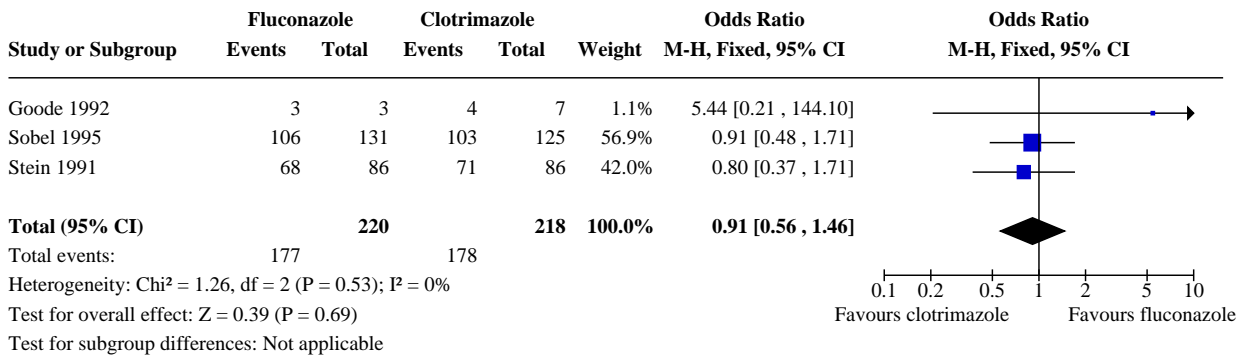 Fluconazole Clotrimazole Odds Ratio Odds Ratio
Study or Subgroup Events Total Events Total Weight M-H, Fixed, 95% CI M-H, Fixed, 95% CI
Goode 1992 3 3 4 7 1.1% 5.44 [0.21 , 144.10]
Sobel 1995 106 131 103 125 56.9% 0.91 [0.48 , 1.71]
Stein 1991 68 86 71 86 42.0% 0.80 [0.37 , 1.71]
Total (95% CI) 220 218 100.0% 0.91 [0.56 , 1.46]
Total events: 177 178
Heterogeneity: Chi² = 1.26, df = 2 (P = 0.53); I² = 0%
0.1 0.2 0.5 1 2 5 10
Test for overall effect: Z = 0.39 (P = 0.69)
Favours clotrimazole Favours fluconazole
Test for subgroup differences: Not applicable